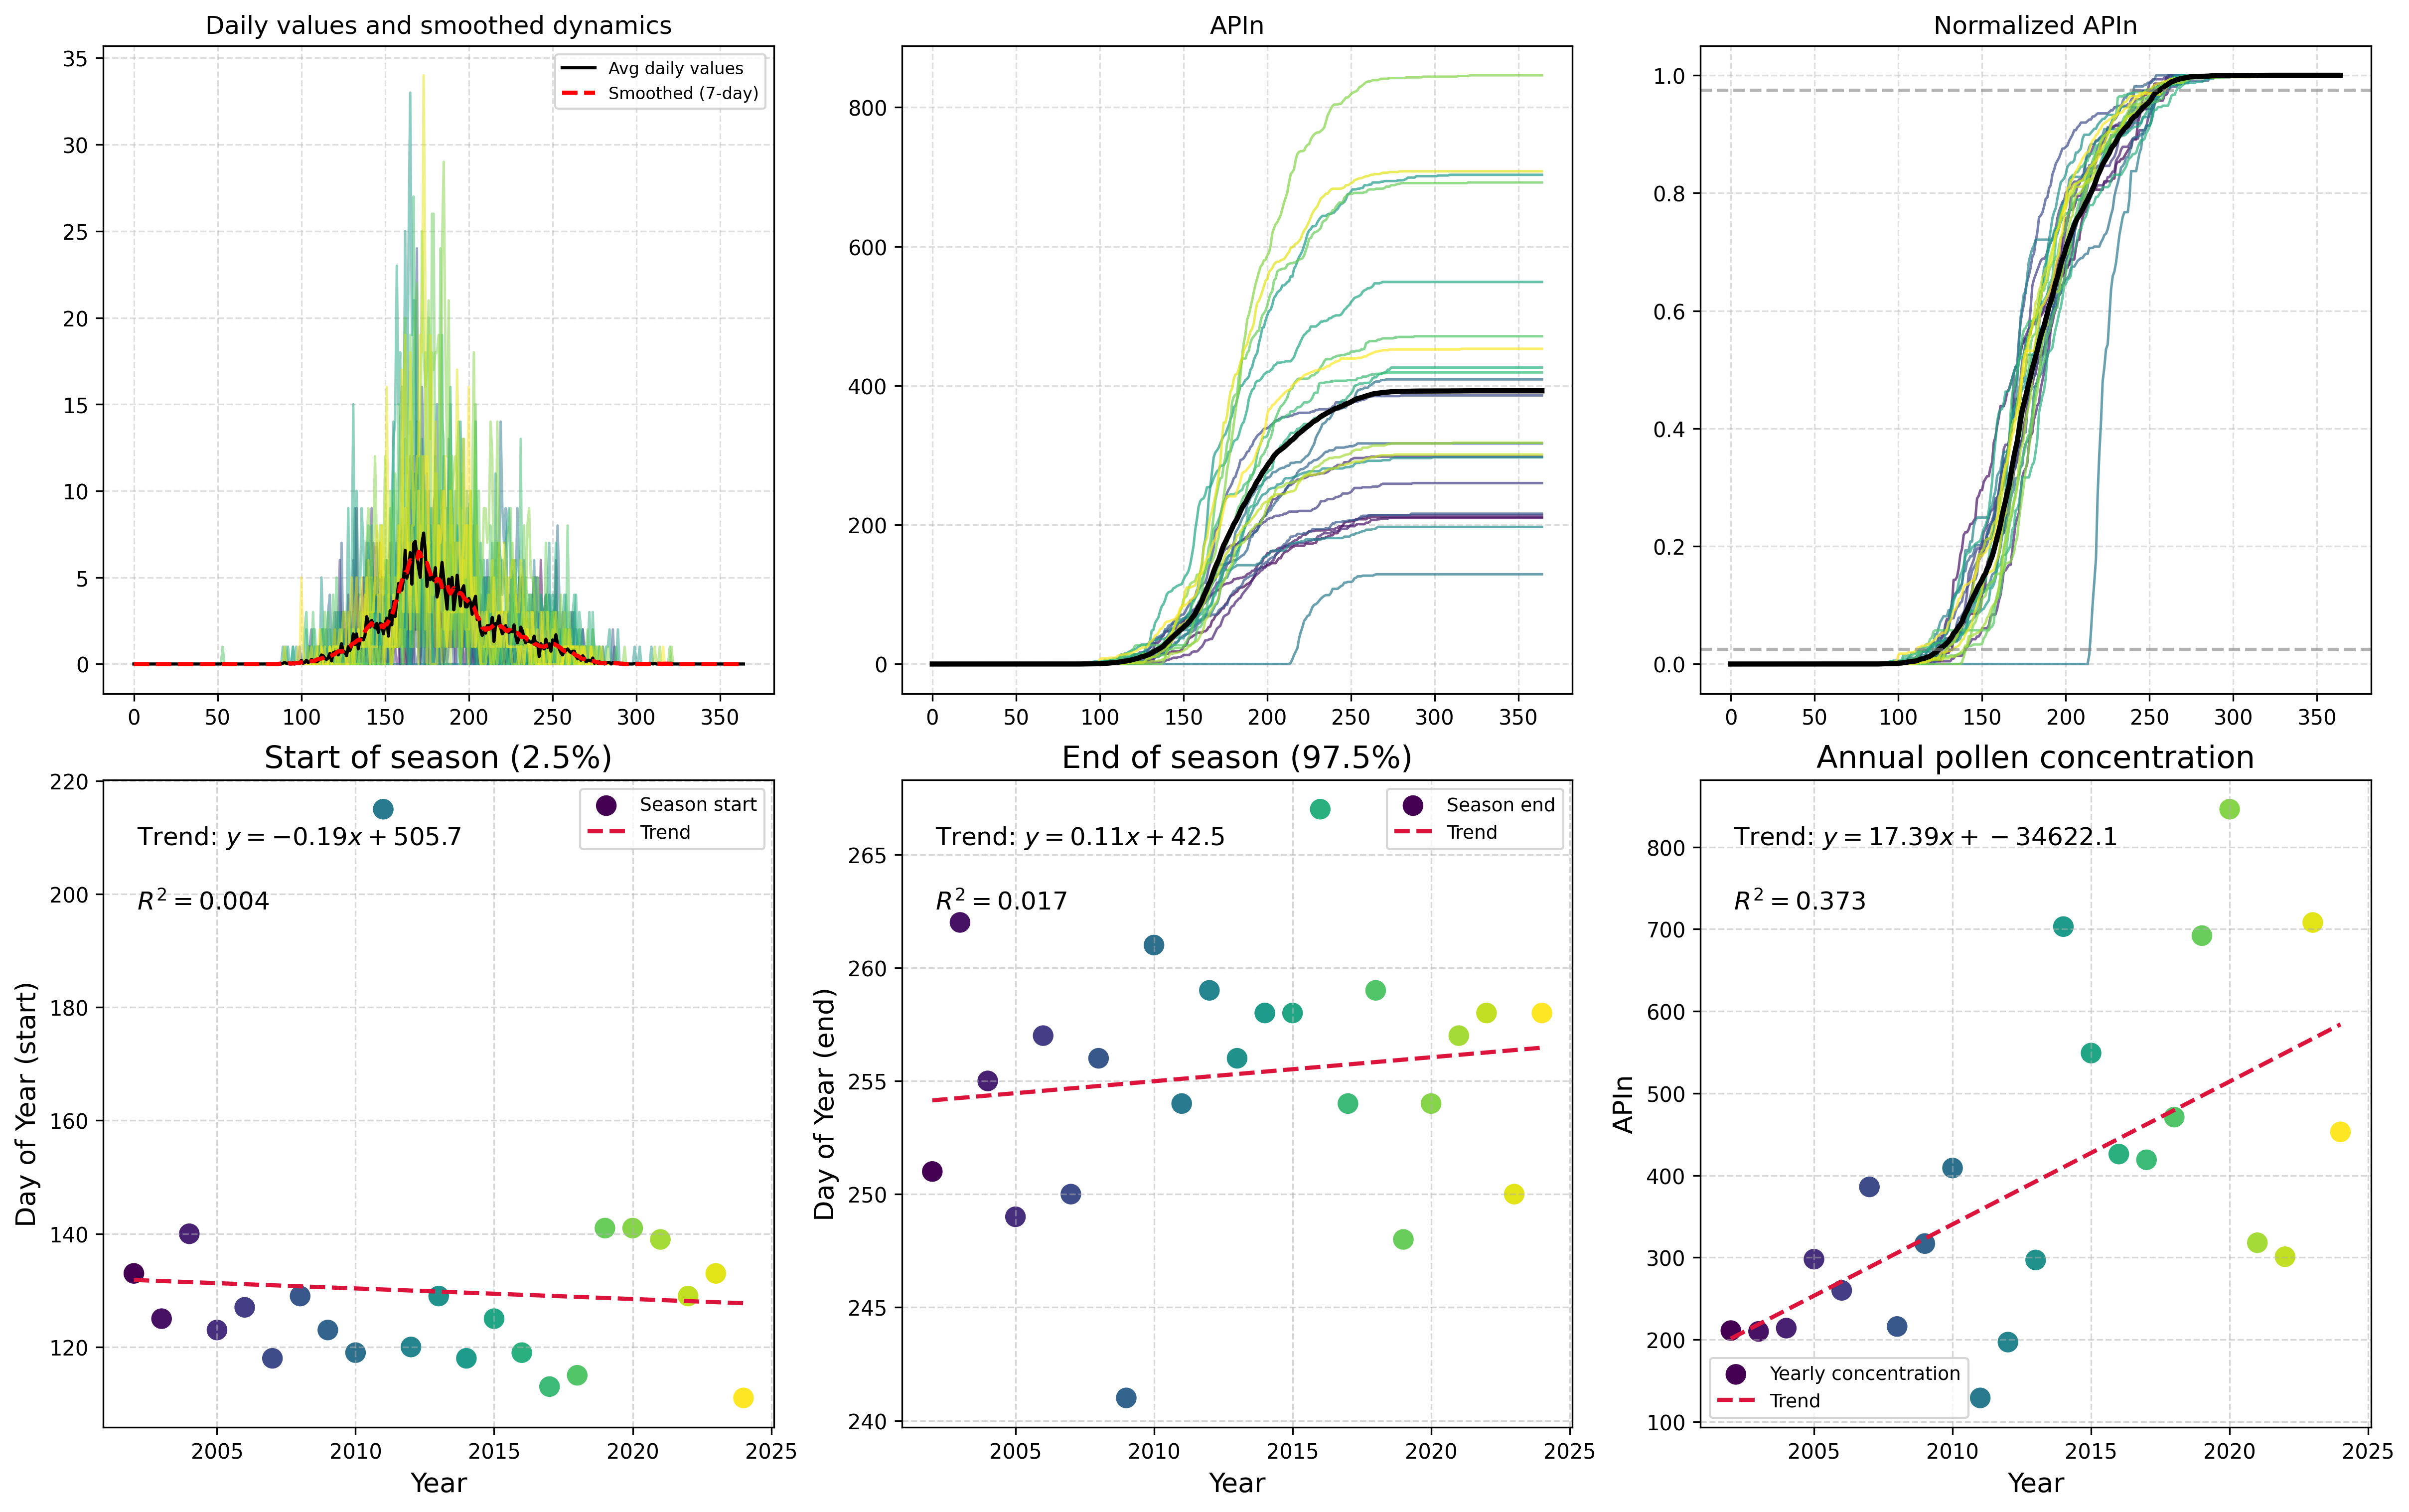 Daily values and smoothed dynamics
35
30
25
20
15
10
5
0
0 50 100 150 200 250 300 350
Avg daily values
Smoothed (7-day)
APIn
800
600
400
200
0
0 50 100 150 200 250 300 350
Normalized APIn
1.0
0.8
0.6
0.4
0.2
0.0
0 50 100 150 200 250 300 350
Start of season (2.5%)
220
200
180
160
140
120
Day of Year (start)
Trend: y = −0.19x + 505.7
R² = 0.004
Season start
Trend
2005 2010 2015 2020 2025
Year
End of season (97.5%)
265
260
255
250
245
240
Day of Year (end)
Trend: y = 0.11x + 42.5
R² = 0.017
Season end
Trend
2005 2010 2015 2020 2025
Year
Annual pollen concentration
800
700
600
500
400
300
200
100
APIn
Trend: y = 17.39x + − 34622.1
R² = 0.373
Yearly concentration
Trend
2005 2010 2015 2020 2025
Year